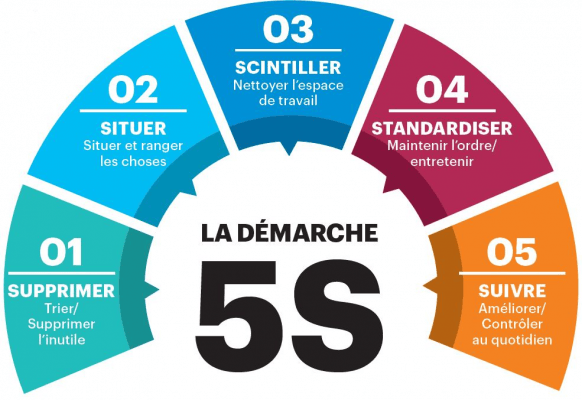 01
SUPPRIMER
Trier/
Supprimer
l’inutile
02
SITUER
Situer et ranger
les choses
03
SCINTILLER
Nettoyer l’espace
de travail
04
STANDARDISER
Maintenir l’ordre/
entretenir
05
SUIVRE
Améliorer/
Contrôler
au quotidien
LA DÉMARCHE
5S